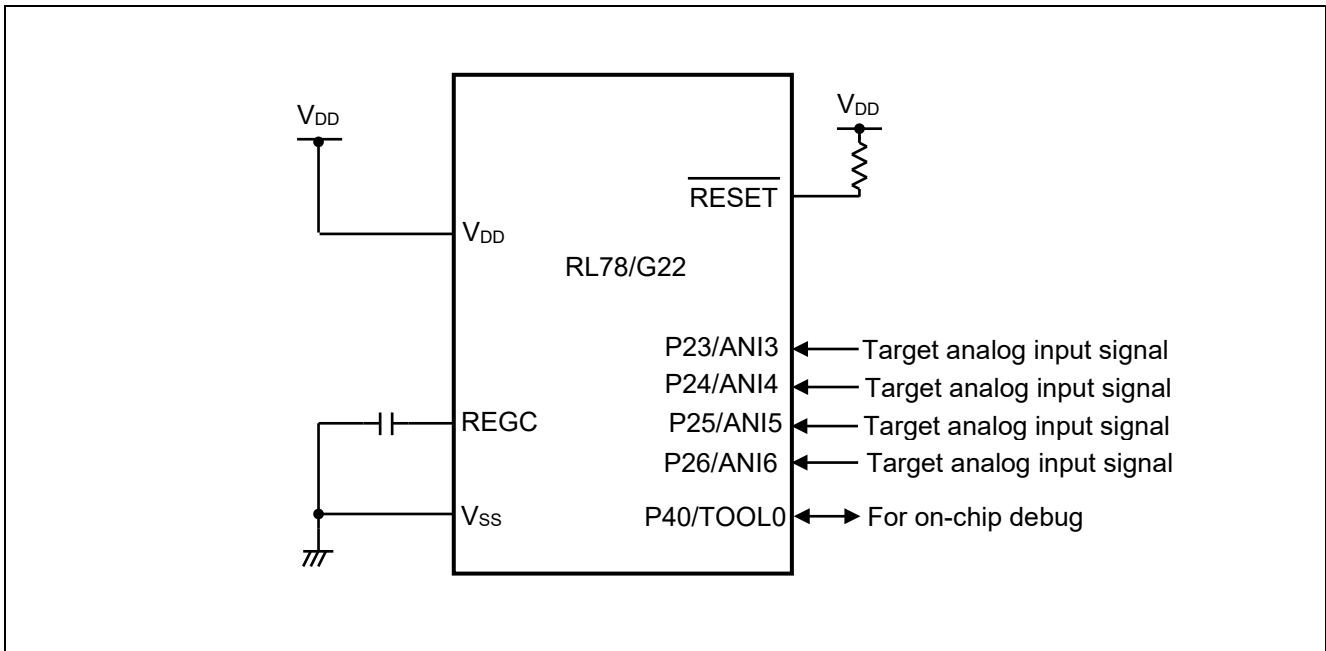 VDD
VDD
RESET
VDD
RL78/G22
P23/ANI3 Target analog input signal
P24/ANI4 Target analog input signal
REGC
P25/ANI5 Target analog input signal
P26/ANI6 Target analog input signal
VSS
P40/TOOL0 For on-chip debug